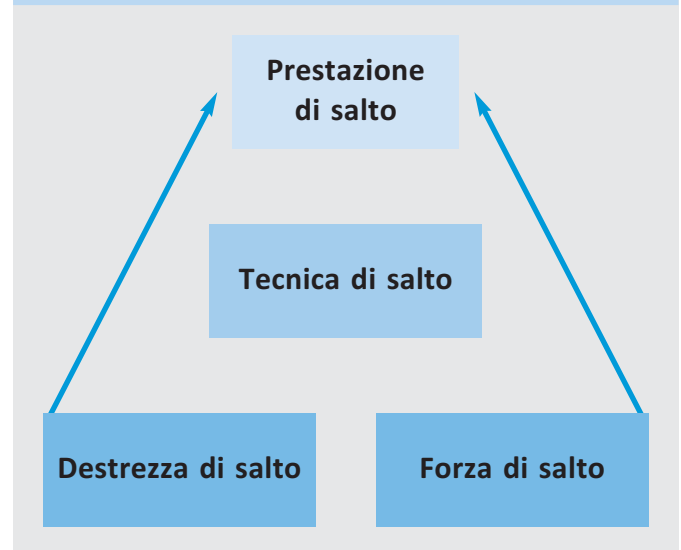 Prestazione
di salto
Tecnica di salto
Destrezza di salto
Forza di salto